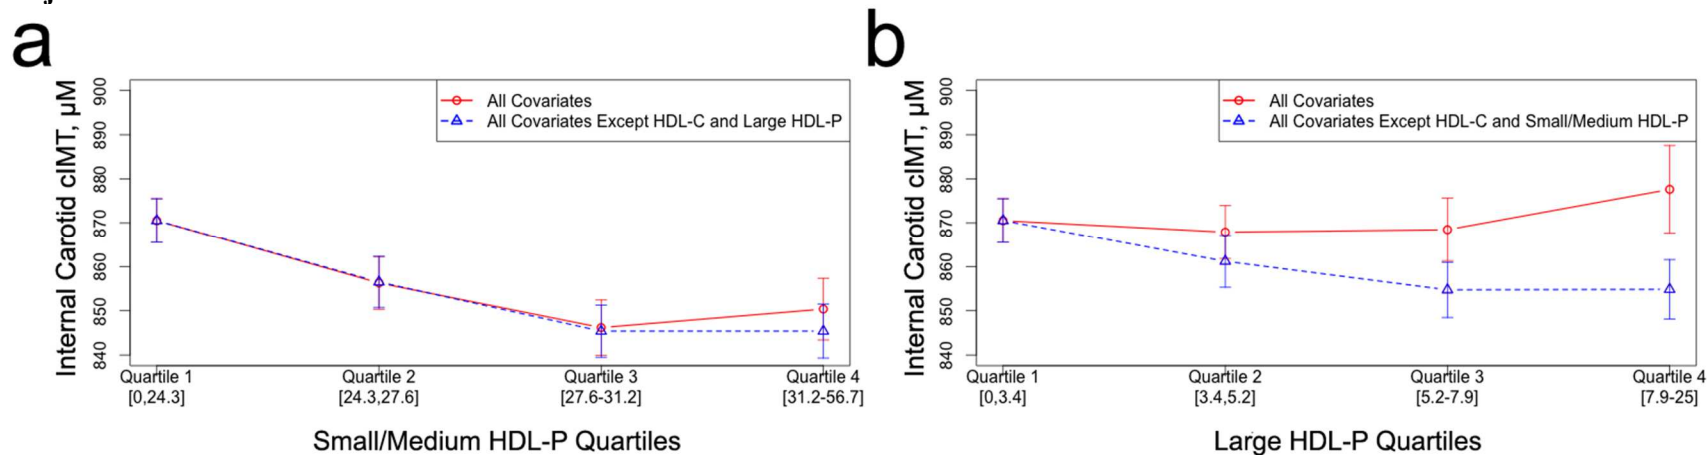 a
Internal Carotid cIMT, µM
900
890
880
870
860
850
840
All Covariates
All Covariates Except HDL-C and Large HDL-P
Quartile 1
[0,24.3]
Quartile 2
[24.3,27.6]
Quartile 3
[27.6-31.2]
Quartile 4
[31.2-56.7]
Small/Medium HDL-P Quartiles
b
Internal Carotid cIMT, µM
900
890
880
870
860
850
840
All Covariates
All Covariates Except HDL-C and Small/Medium HDL-P
Quartile 1
[0,3.4]
Quartile 2
[3.4,5.2]
Quartile 3
[5.2-7.9]
Quartile 4
[7.9-25]
Large HDL-P Quartiles